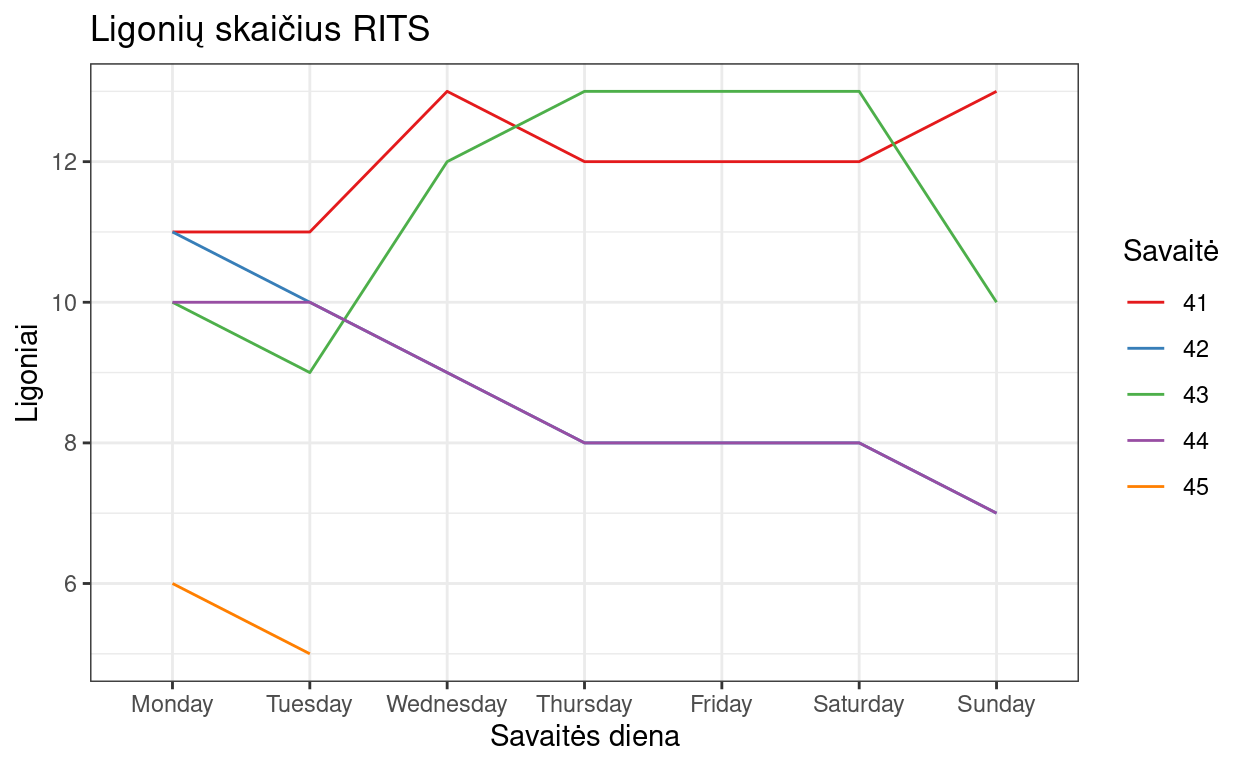 Ligonių skaičius RITS
Ligoniai
12
10
8
6
Monday Tuesday Wednesday Thursday Friday Saturday Sunday
Savaitės diena
Savaitė
41
42
43
44
45